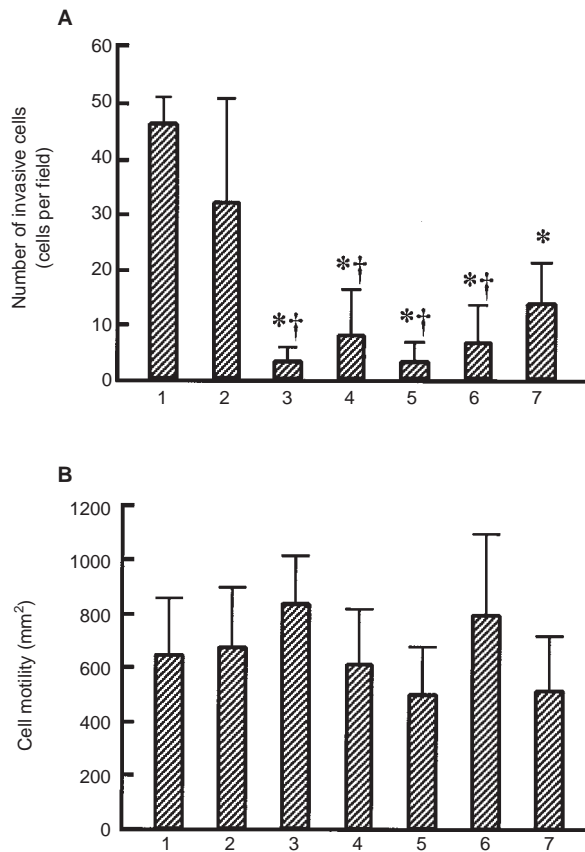 A
Number of invasive cells
(cells per field)
60
50
40
30
20
10
0
*†
*†
*†
*†
*
1 2 3 4 5 6 7
B
Cell motility (mm²)
1200
1000
800
600
400
200
0
1 2 3 4 5 6 7